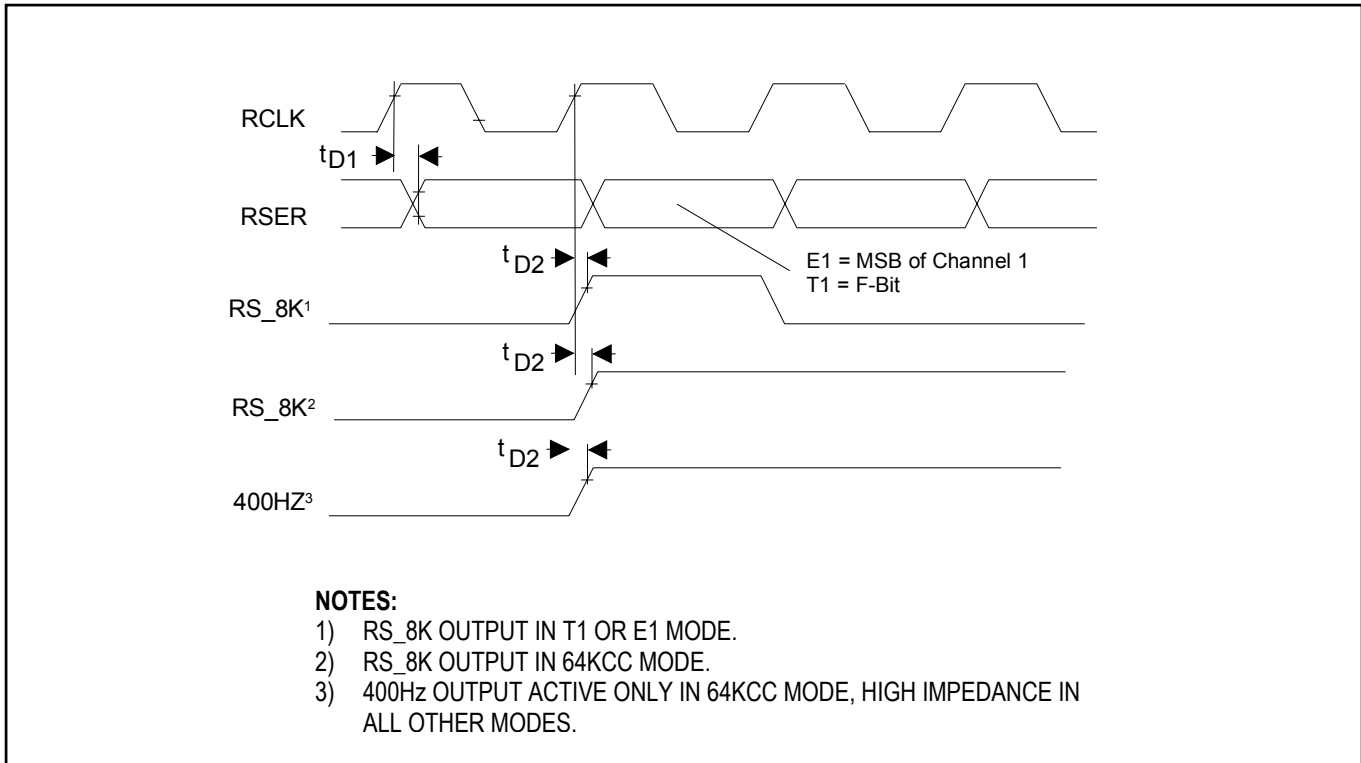 RCLK
tD1
RSER
E1 = MSB of Channel 1
T1 = F-Bit
tD2
RS_8K¹
tD2
RS_8K²
tD2
400HZ³
NOTES:
1) RS_8K OUTPUT IN T1 OR E1 MODE.
2) RS_8K OUTPUT IN 64KCC MODE.
3) 400Hz OUTPUT ACTIVE ONLY IN 64KCC MODE, HIGH IMPEDANCE IN
ALL OTHER MODES.